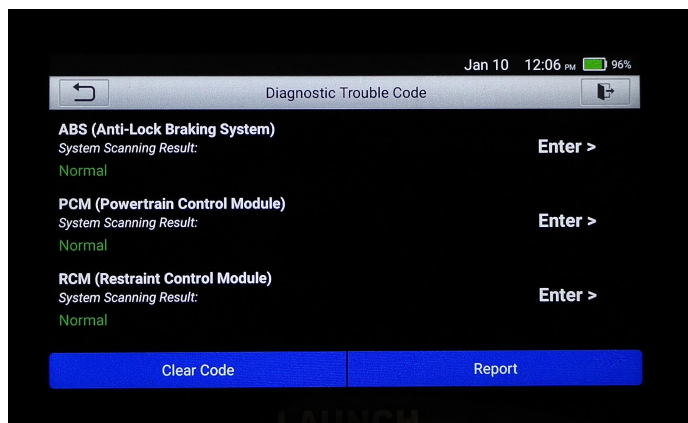 Jan 10 12:06 PM 96%
Diagnostic Trouble Code
ABS (Anti-Lock Braking System)
System Scanning Result:
Enter >
Normal
PCM (Powertrain Control Module)
System Scanning Result:
Enter >
Normal
RCM (Restraint Control Module)
System Scanning Result:
Enter >
Normal
Clear Code Report
LAUNCH